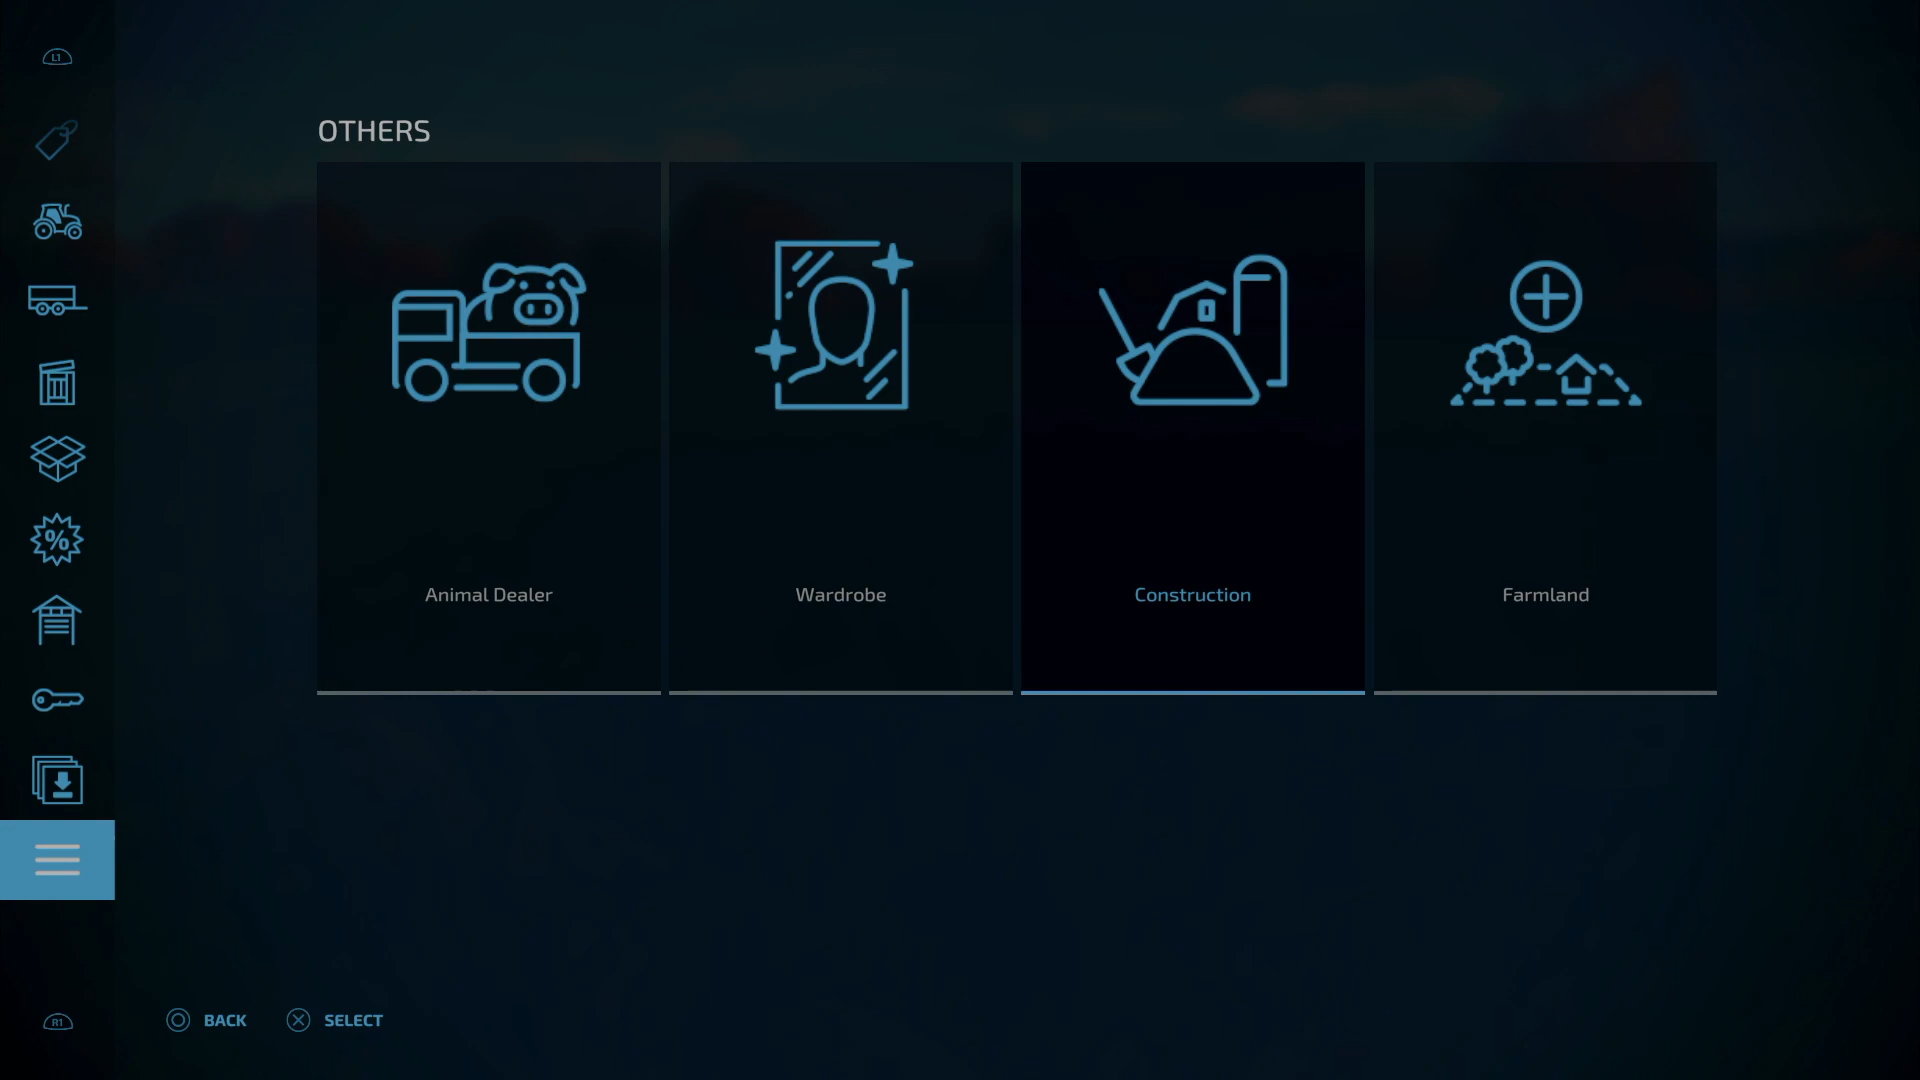 L1
OTHERS
Animal Dealer
Wardrobe
Construction
Farmland
%
R1
BACK
SELECT